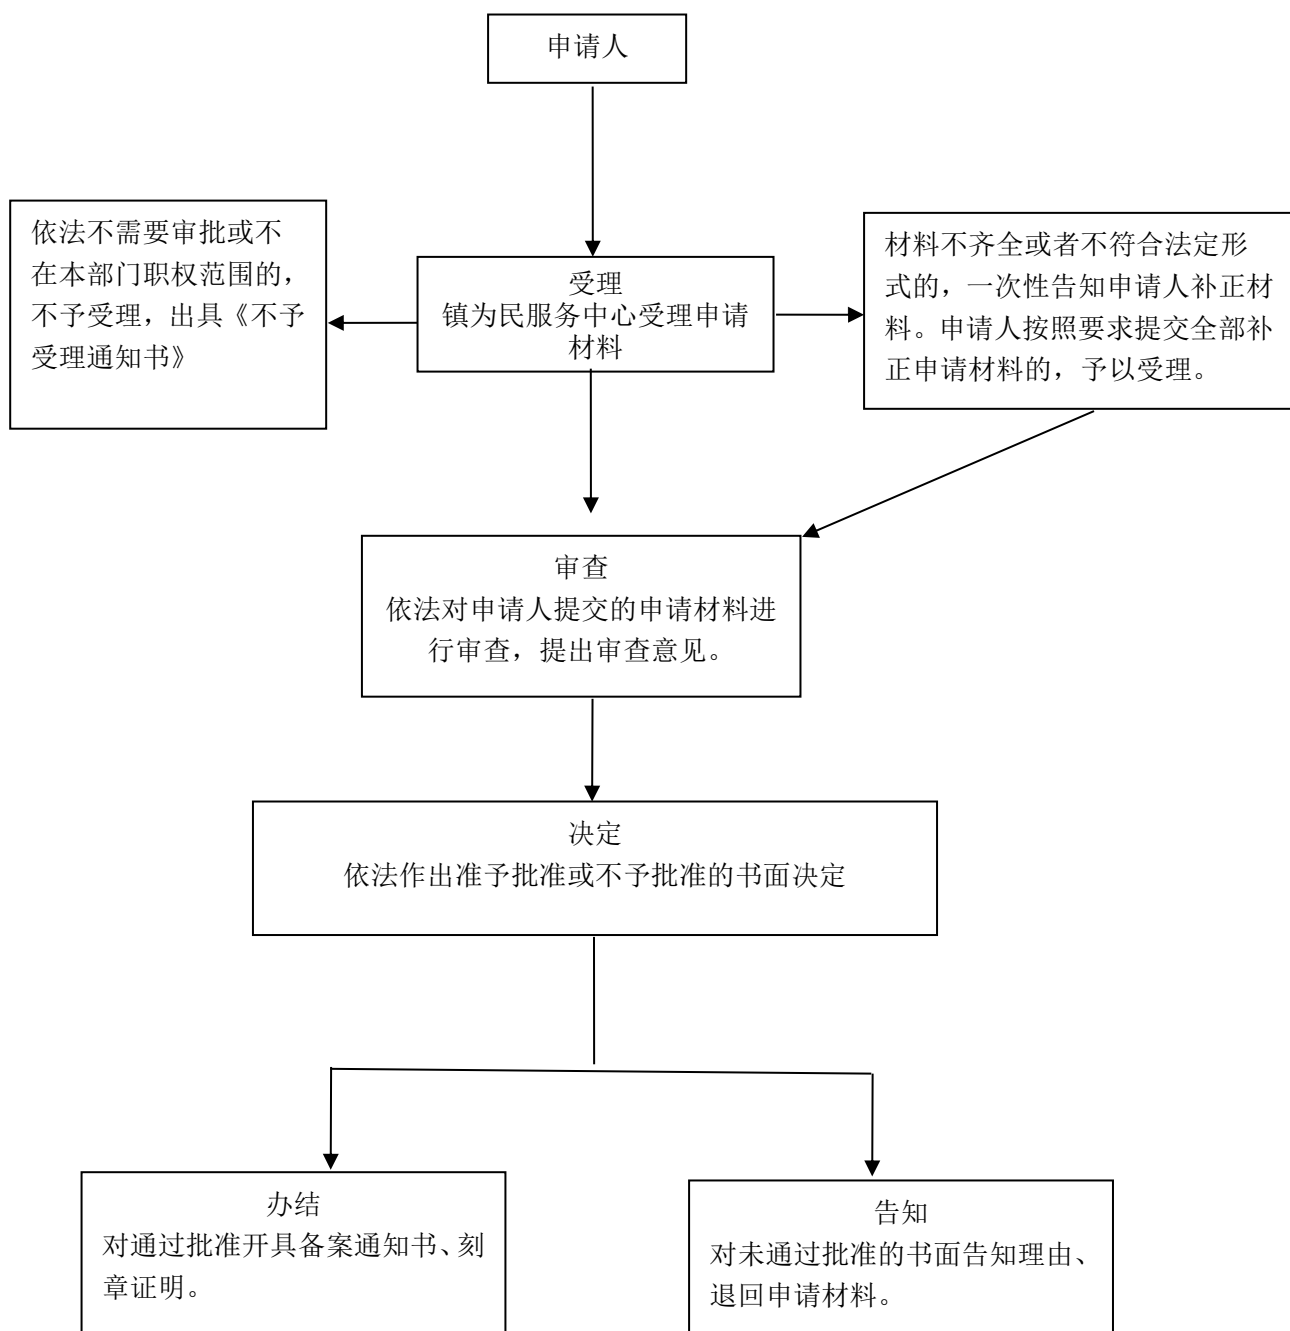 申请人
依法不需要审批或不
在本部门职权范围的，
不予受理，出具《不予
受理通知书》
受理
镇为民服务中心受理申请
材料
材料不齐全或者不符合法定形
式的，一次性告知申请人补正材
料。申请人按照要求提交全部补
正申请材料的，予以受理。
审查
依法对申请人提交的申请材料进
行审查，提出审查意见。
决定
依法作出准予批准或不予批准的书面决定
办结
对通过批准开具备案通知书、刻
章证明。
告知
对未通过批准的书面告知理由、
退回申请材料。